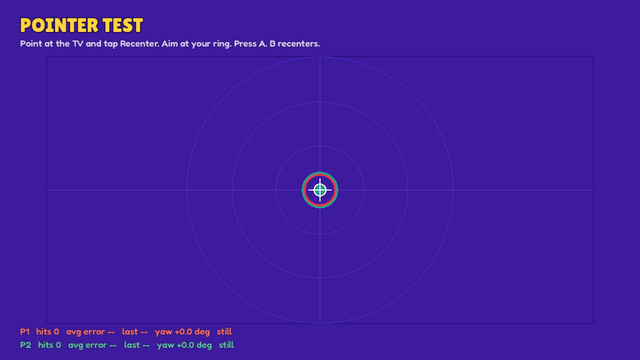 POINTER TEST
Point at the TV and tap Recenter. Aim at your ring. Press A. B recenters.
P1 hits 0 avg error -- last -- yaw +0.0 deg still
P2 hits 0 avg error -- last -- yaw +0.0 deg still